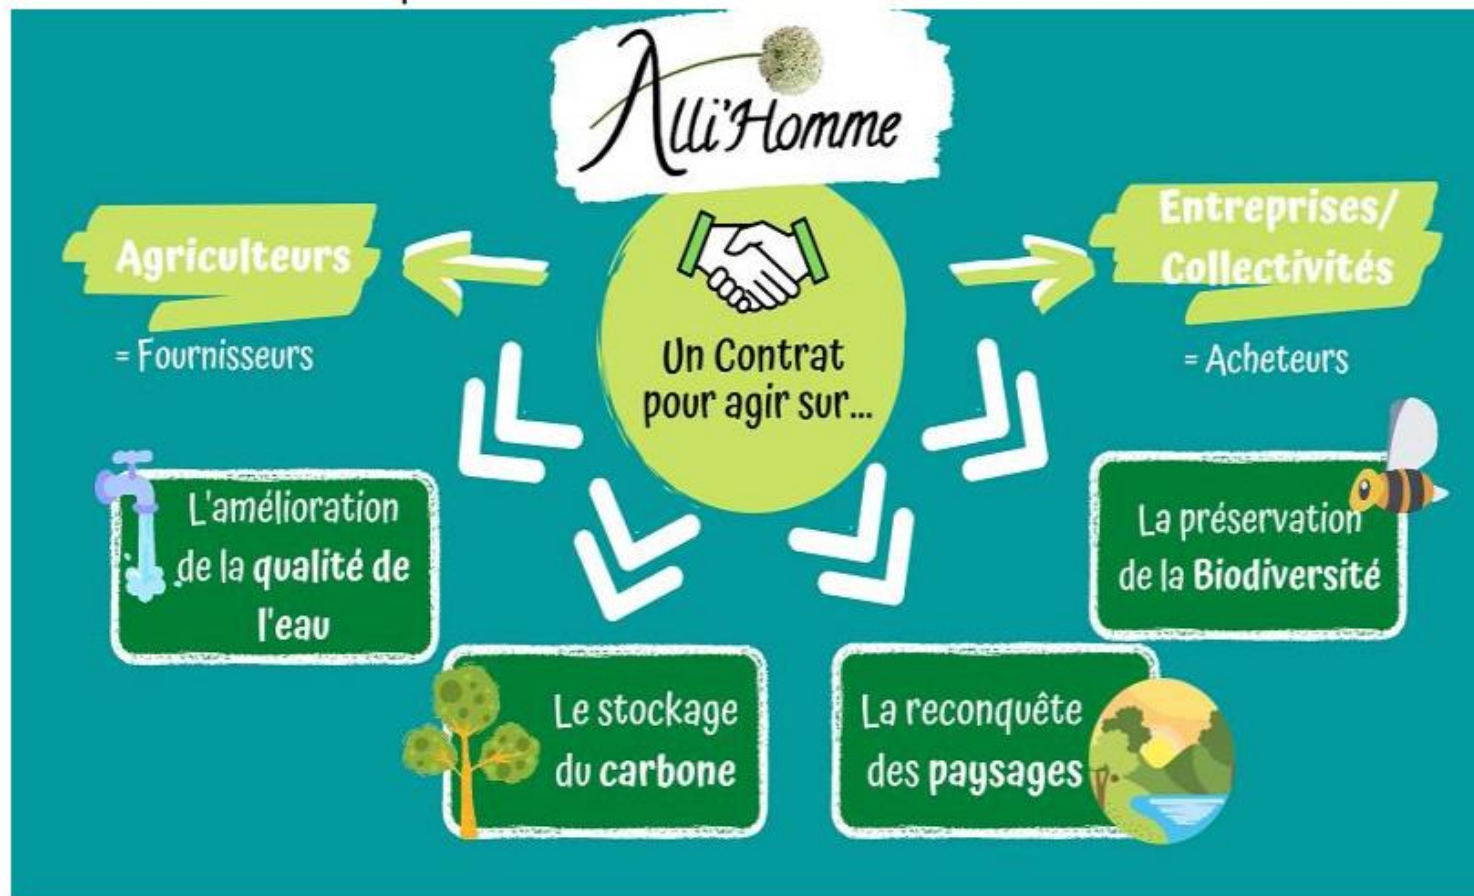 Alli'Homme
Agriculteurs
= Fournisseurs
Un Contrat
pour agir sur...
Entreprises/
Collectivités
= Acheteurs
L'amélioration
de la qualité de
l'eau
Le stockage
du carbone
La reconquête
des paysages
La préservation
de la Biodiversité